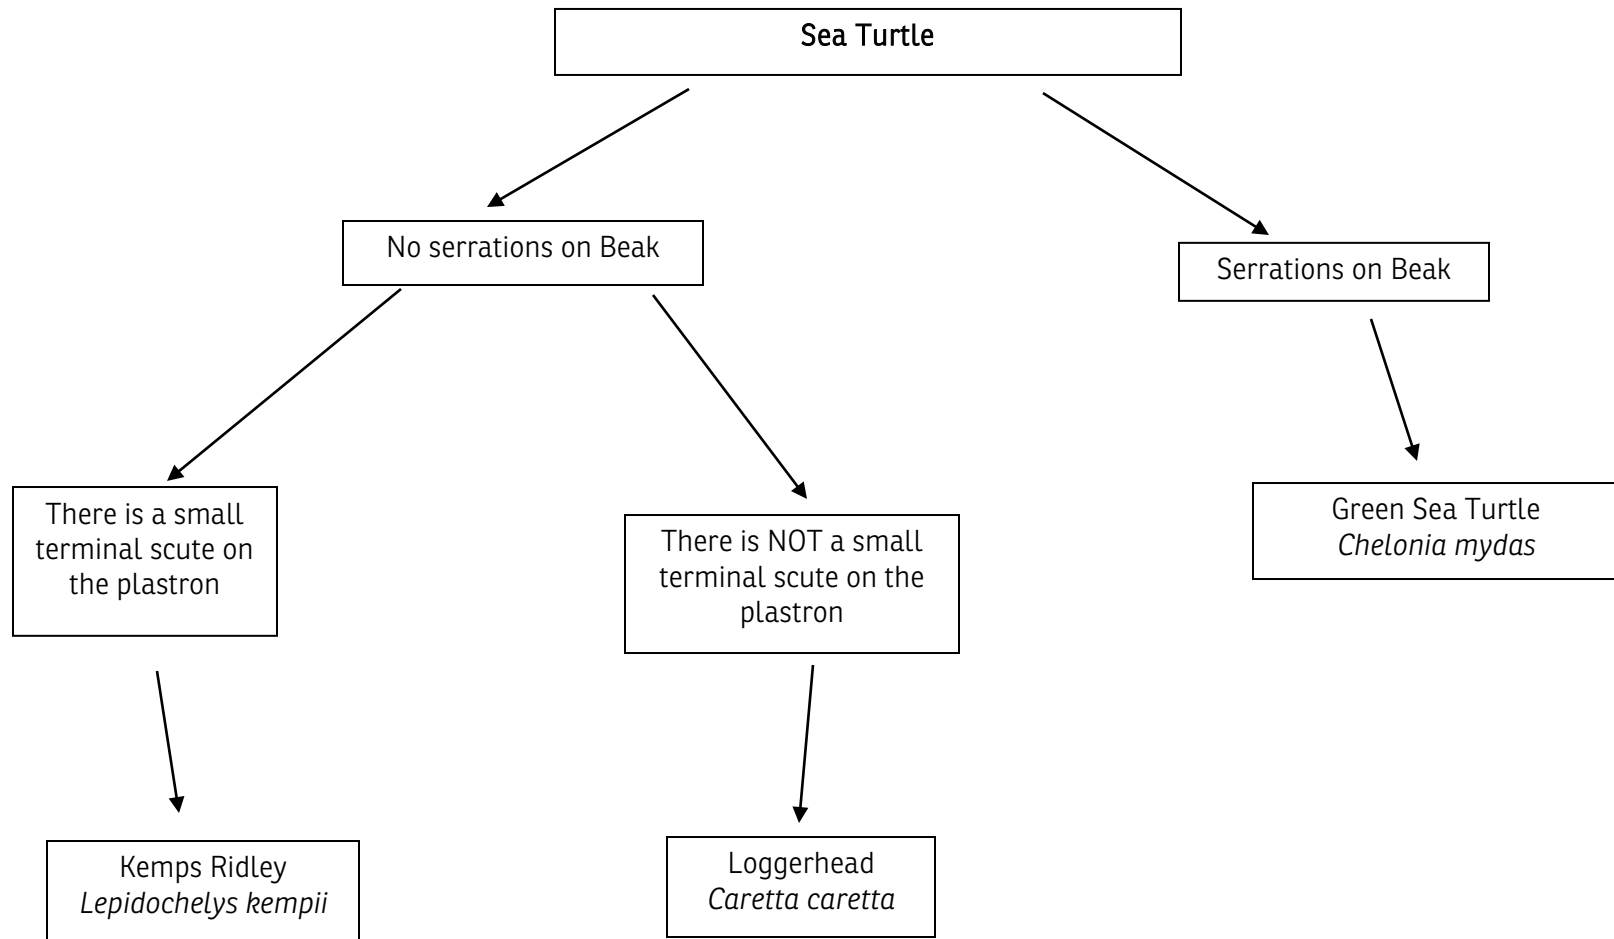 Sea Turtle
No serrations on Beak
Serrations on Beak
There is a small
terminal scute on
the plastron
There is NOT a small
terminal scute on the
plastron
Green Sea Turtle
Chelonia mydas
Kemps Ridley
Lepidochelys kempii
Loggerhead
Caretta caretta